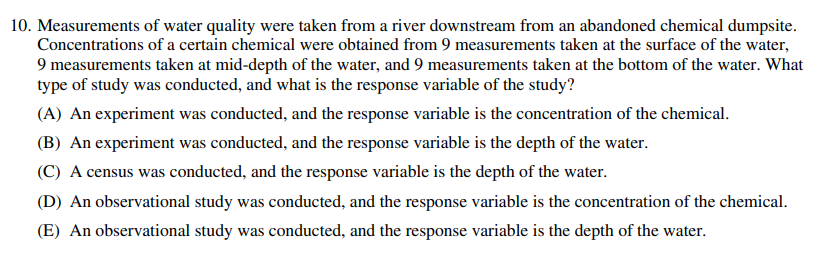 10. Measurements of water quality were taken from a river downstream from an abandoned chemical dumpsite.
Concentrations of a certain chemical were obtained from 9 measurements taken at the surface of the water,
9 measurements taken at mid-depth of the water, and 9 measurements taken at the bottom of the water. What
type of study was conducted, and what is the response variable of the study?
(A) An experiment was conducted, and the response variable is the concentration of the chemical.
(B) An experiment was conducted, and the response variable is the depth of the water.
(C) A census was conducted, and the response variable is the depth of the water.
(D) An observational study was conducted, and the response variable is the concentration of the chemical.
(E) An observational study was conducted, and the response variable is the depth of the water.